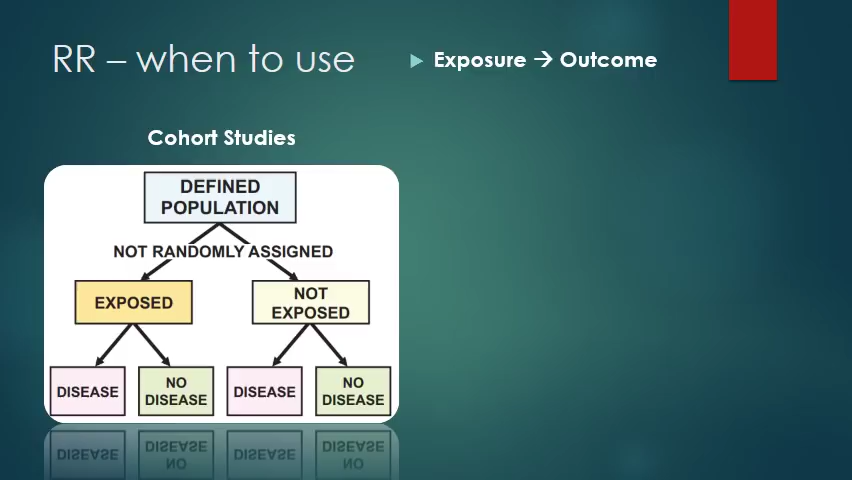 RR – when to use
Exposure → Outcome
Cohort Studies
DEFINED
POPULATION
NOT RANDOMLY ASSIGNED
EXPOSED
NOT
EXPOSED
DISEASE
NO
DISEASE
DISEASE
NO
DISEASE